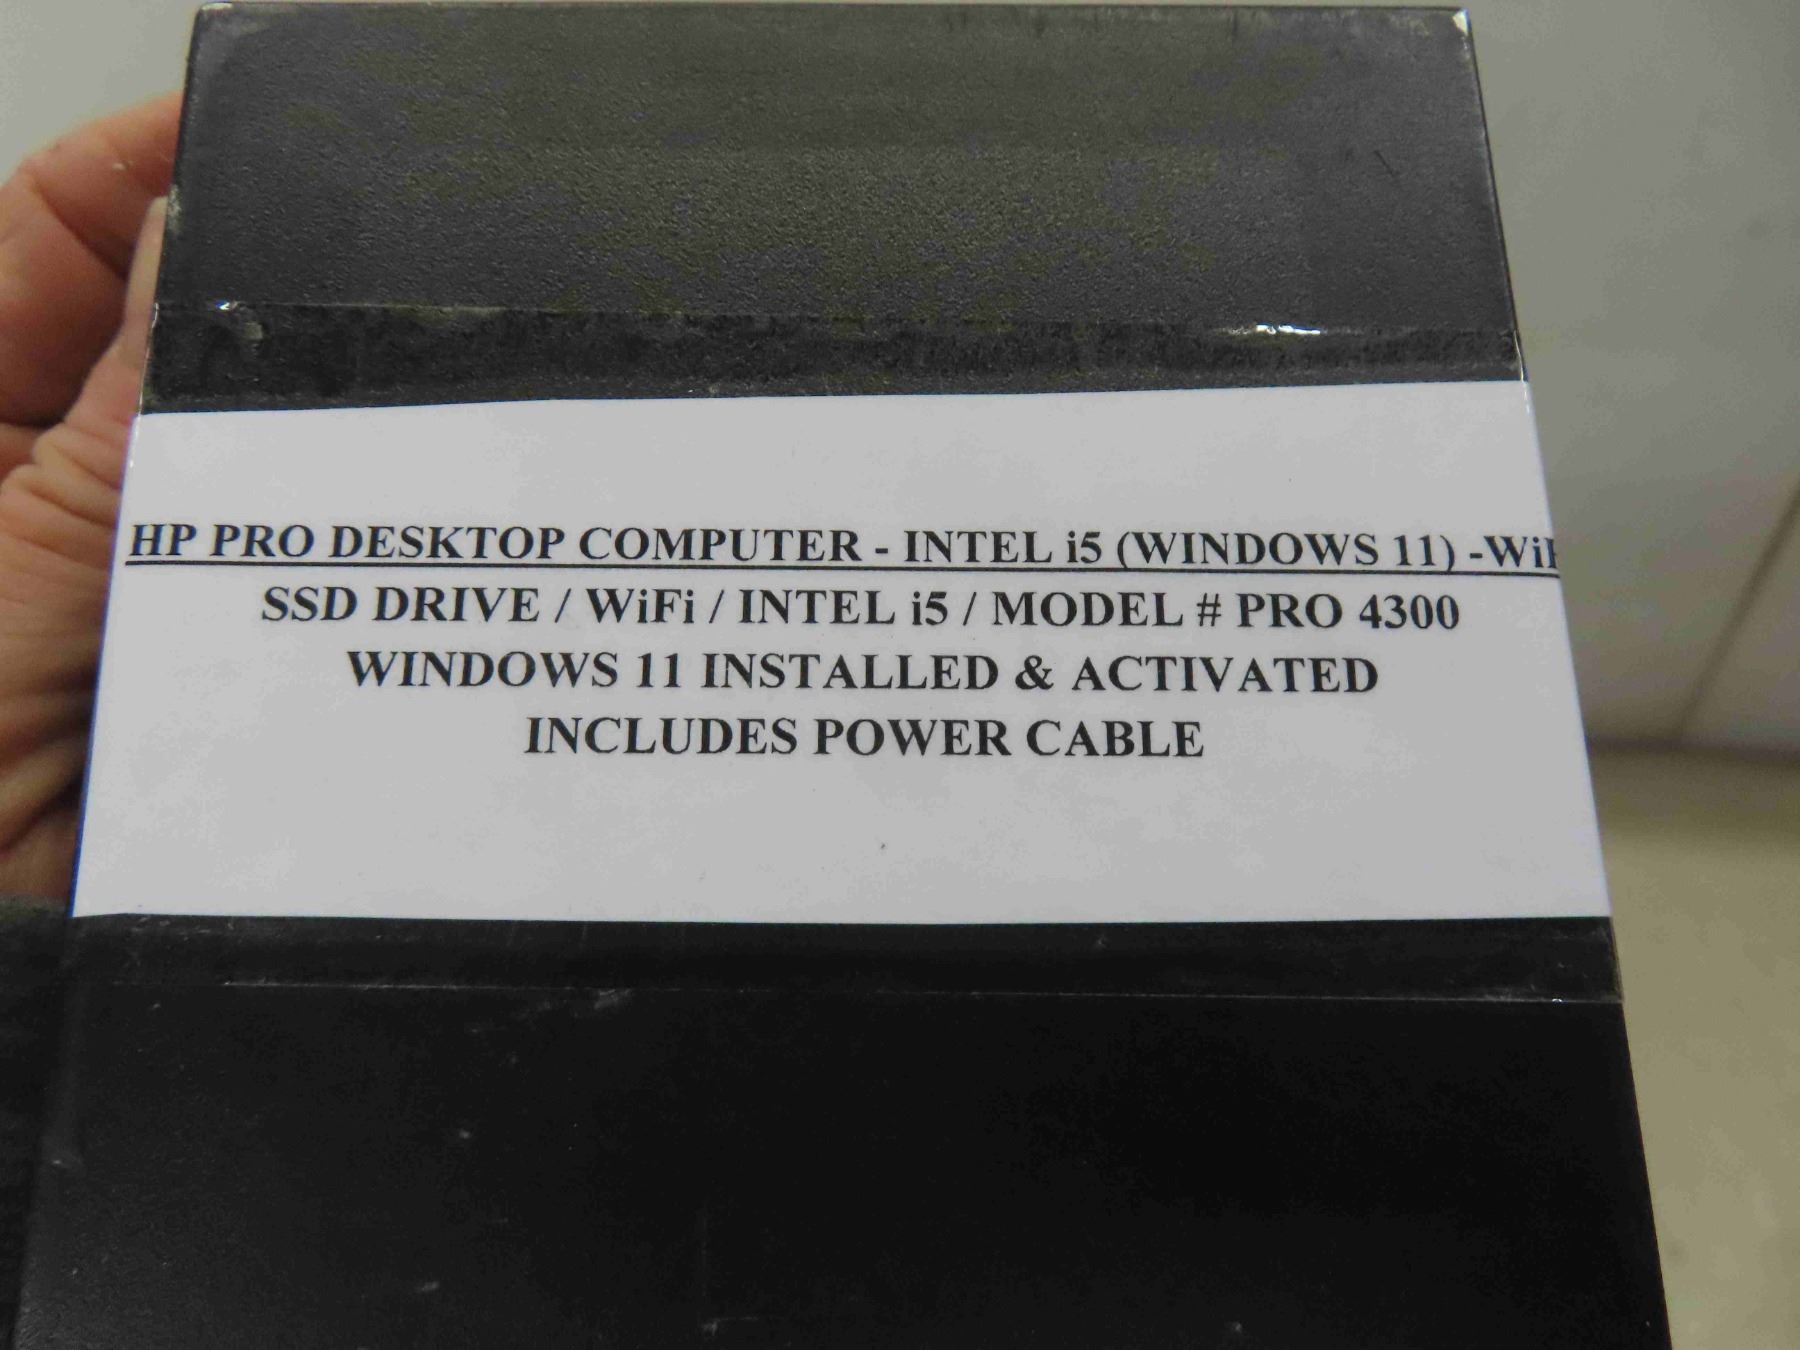 HP PRO DESKTOP COMPUTER - INTEL i5 (WINDOWS 11) -WiF
SSD DRIVE / WiFi / INTEL i5 / MODEL # PRO 4300
WINDOWS 11 INSTALLED & ACTIVATED
INCLUDES POWER CABLE